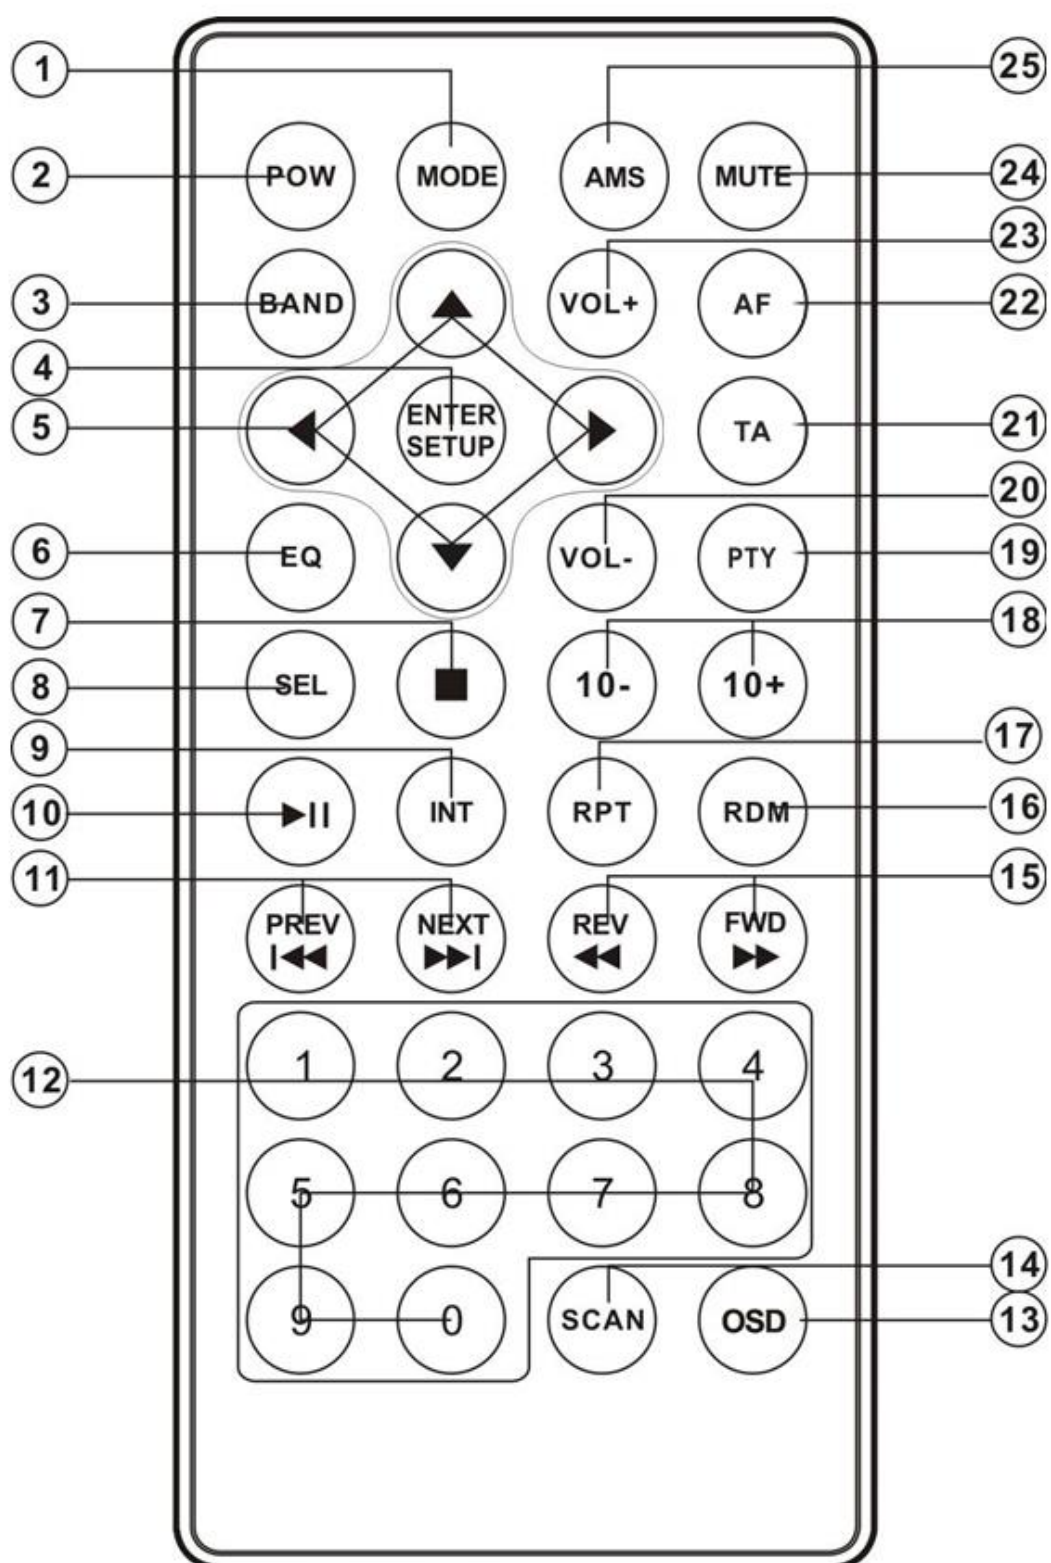 1
25
2
POW
MODE
AMS
MUTE
24
23
3
BAND
VOL+
AF
22
4
5
ENTER
SETUP
TA
21
20
6
EQ
VOL-
PTY
19
7
18
8
SEL
10-
10+
9
17
10
INT
RPT
RDM
16
11
15
PREV
NEXT
REV
FWD
12
1
2
3
4
5
6
7
8
14
9
0
SCAN
OSD
13